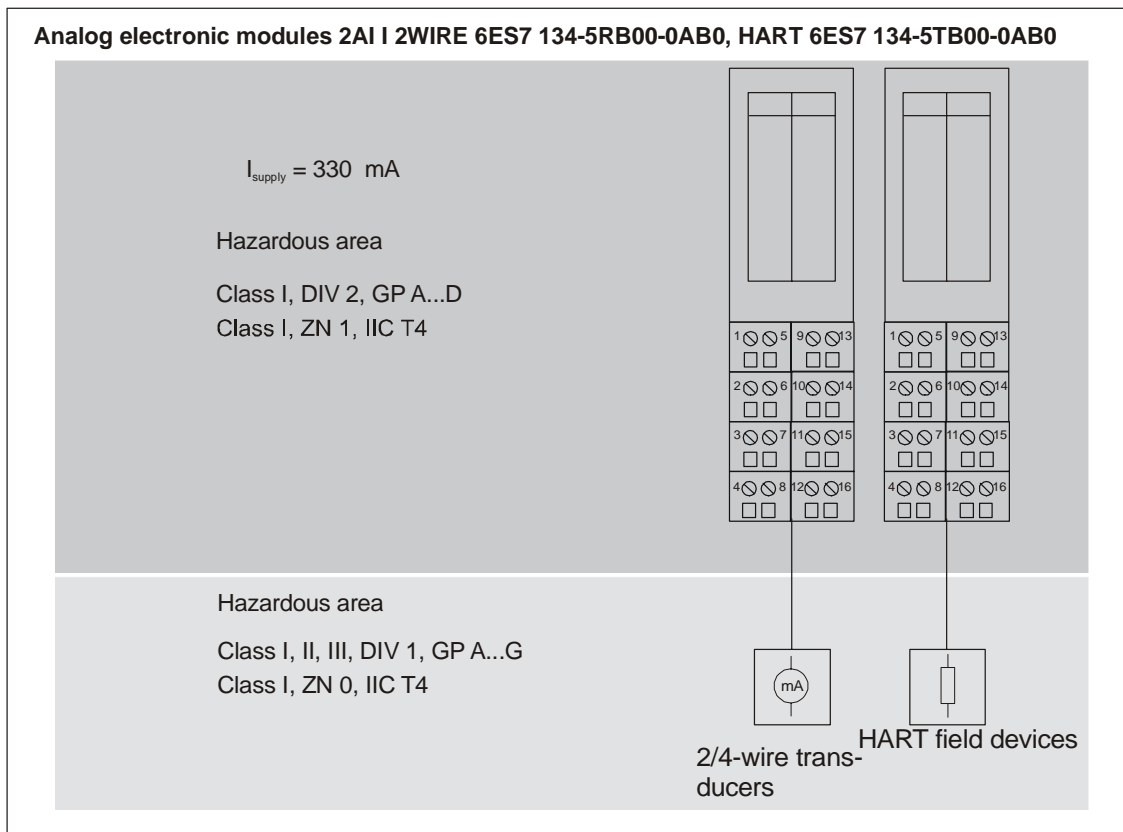 Analog electronic modules 2AI I 2WIRE 6ES7 134-5RB00-0AB0, HART 6ES7 134-5TB00-0AB0
Isupply = 330 mA
Hazardous area
Class I, DIV 2, GP A...D
Class I, ZN 1, IIC T4
1 5 9 13 1 5 9 13
2 6 10 14 2 6 10 14
3 7 11 15 3 7 11 15
4 8 12 16 4 8 12 16
Hazardous area
Class I, II, III, DIV 1, GP A...G
Class I, ZN 0, IIC T4
mA
2/4-wire trans-
ducers
HART field devices